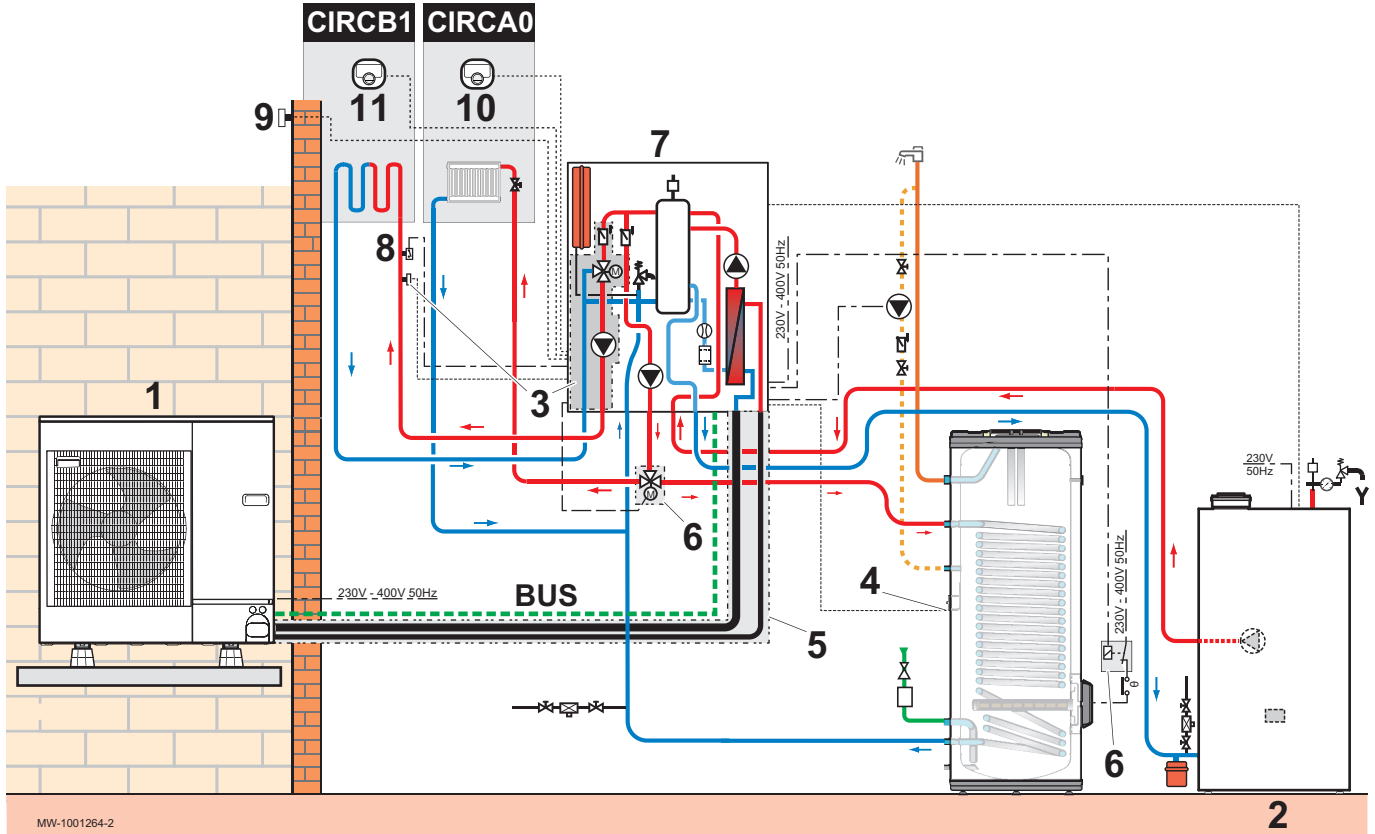 CIRCB1 CIRCA0
11 10
9
7
8
230V - 400V 50Hz
3
1
230V
50Hz
Y
M
M
6
4
230V - 400V 50Hz
230V - 400V 50Hz
BUS
5
θ
6
2
MW-1001264-2